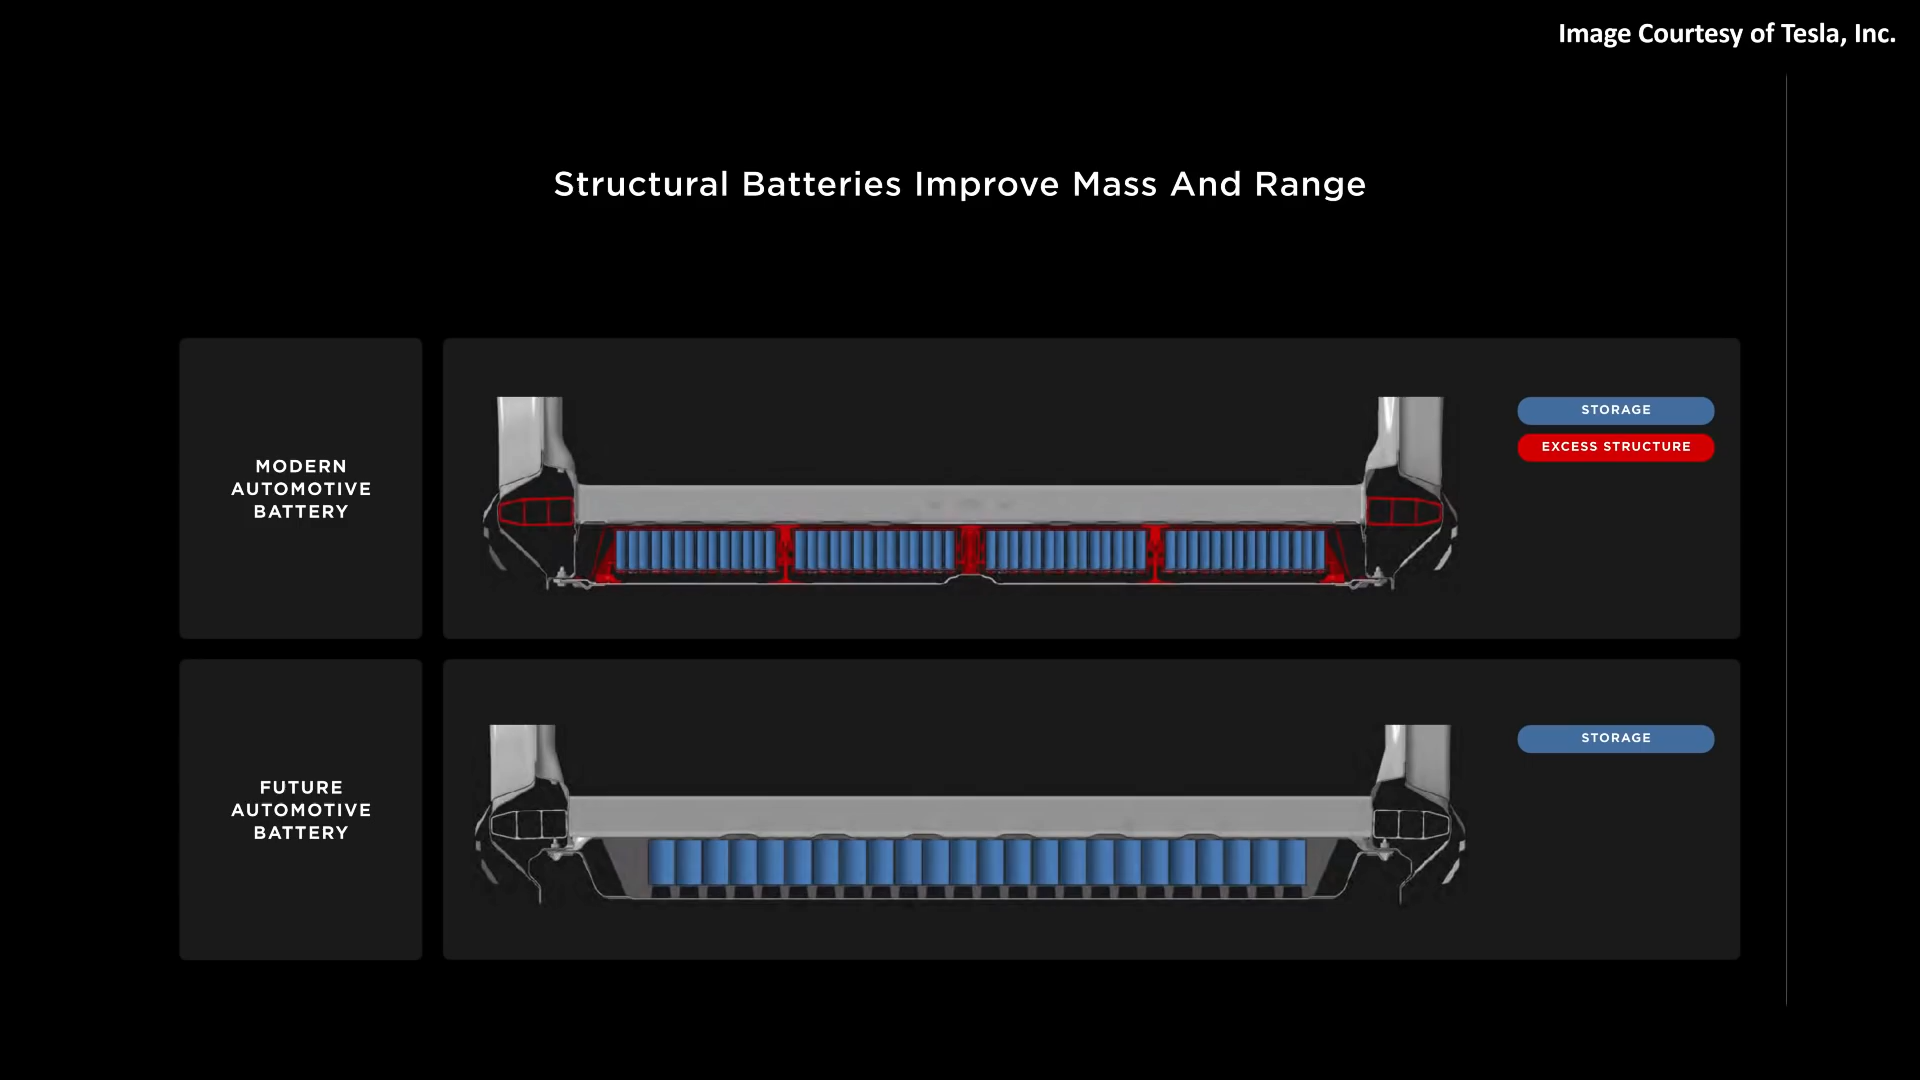 Image Courtesy of Tesla, Inc.
Structural Batteries Improve Mass And Range
MODERN
AUTOMOTIVE
BATTERY
STORAGE
EXCESS STRUCTURE
FUTURE
AUTOMOTIVE
BATTERY
STORAGE